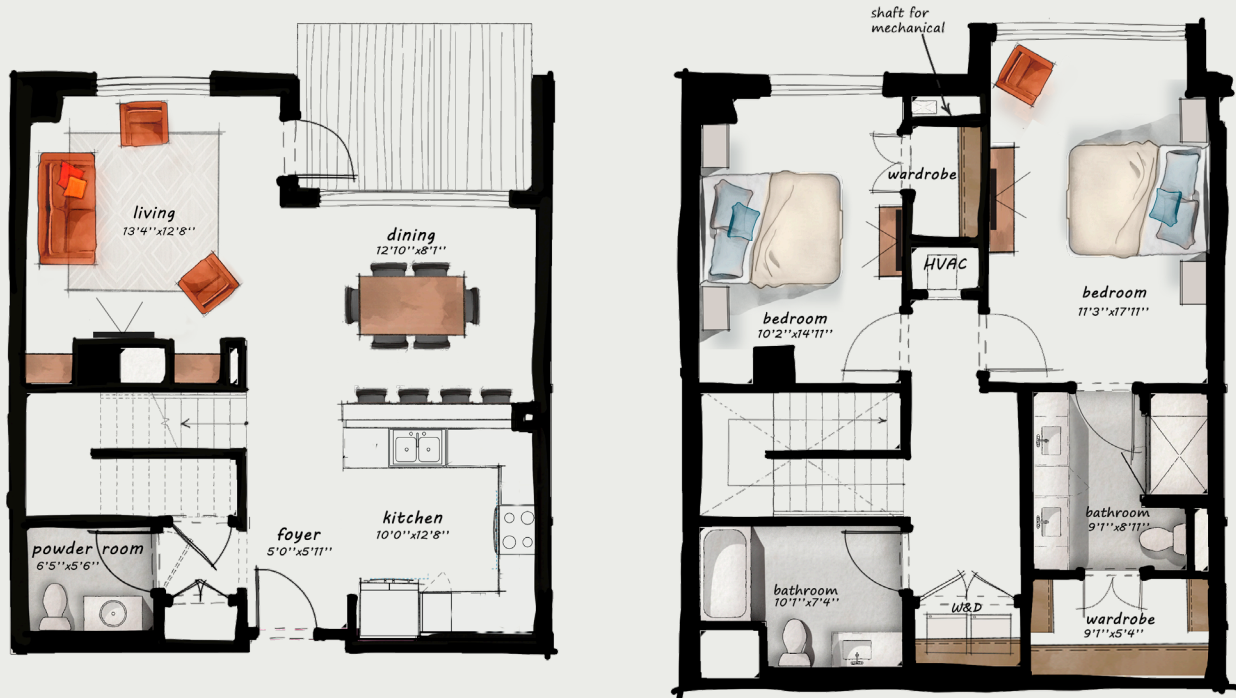 living
13'4''x12'8''
dining
12'10''x8'1''
foyer
5'0''x5'11''
kitchen
10'0''x12'8''
powder room
6'5''x5'6''
shaft for
mechanical
wardrobe
HVAC
bedroom
10'2''x14'11''
bedroom
11'3''x17'11''
bathroom
9'1''x8'11''
bathroom
10'1''x7'4''
W&D
wardrobe
9'1''x5'4''